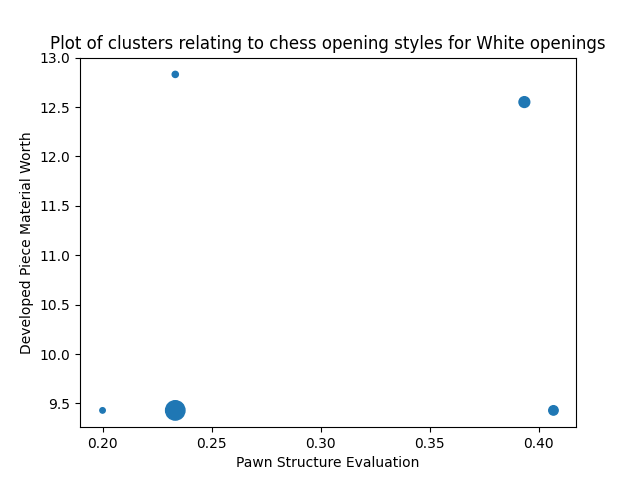 Plot of clusters relating to chess opening styles for White openings
13.0
12.5
12.0
11.5
11.0
10.5
10.0
9.5
Developed Piece Material Worth
0.20 0.25 0.30 0.35 0.40
Pawn Structure Evaluation